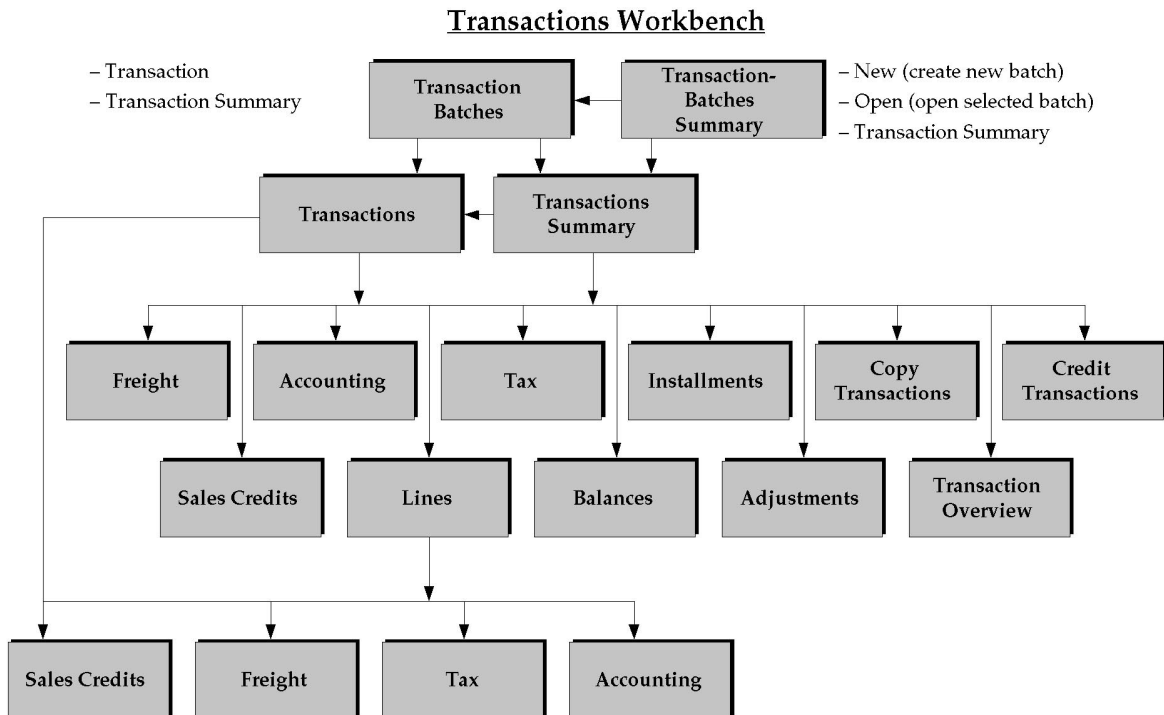 Transactions Workbench
– Transaction
– Transaction Summary
Transaction
Batches
Transaction-
Batches
Summary
– New (create new batch)
– Open (open selected batch)
– Transaction Summary
Transactions
Transactions
Summary
Freight
Accounting
Tax
Installments
Copy
Transactions
Credit
Transactions
Sales Credits
Lines
Balances
Adjustments
Transaction
Overview
Sales Credits
Freight
Tax
Accounting